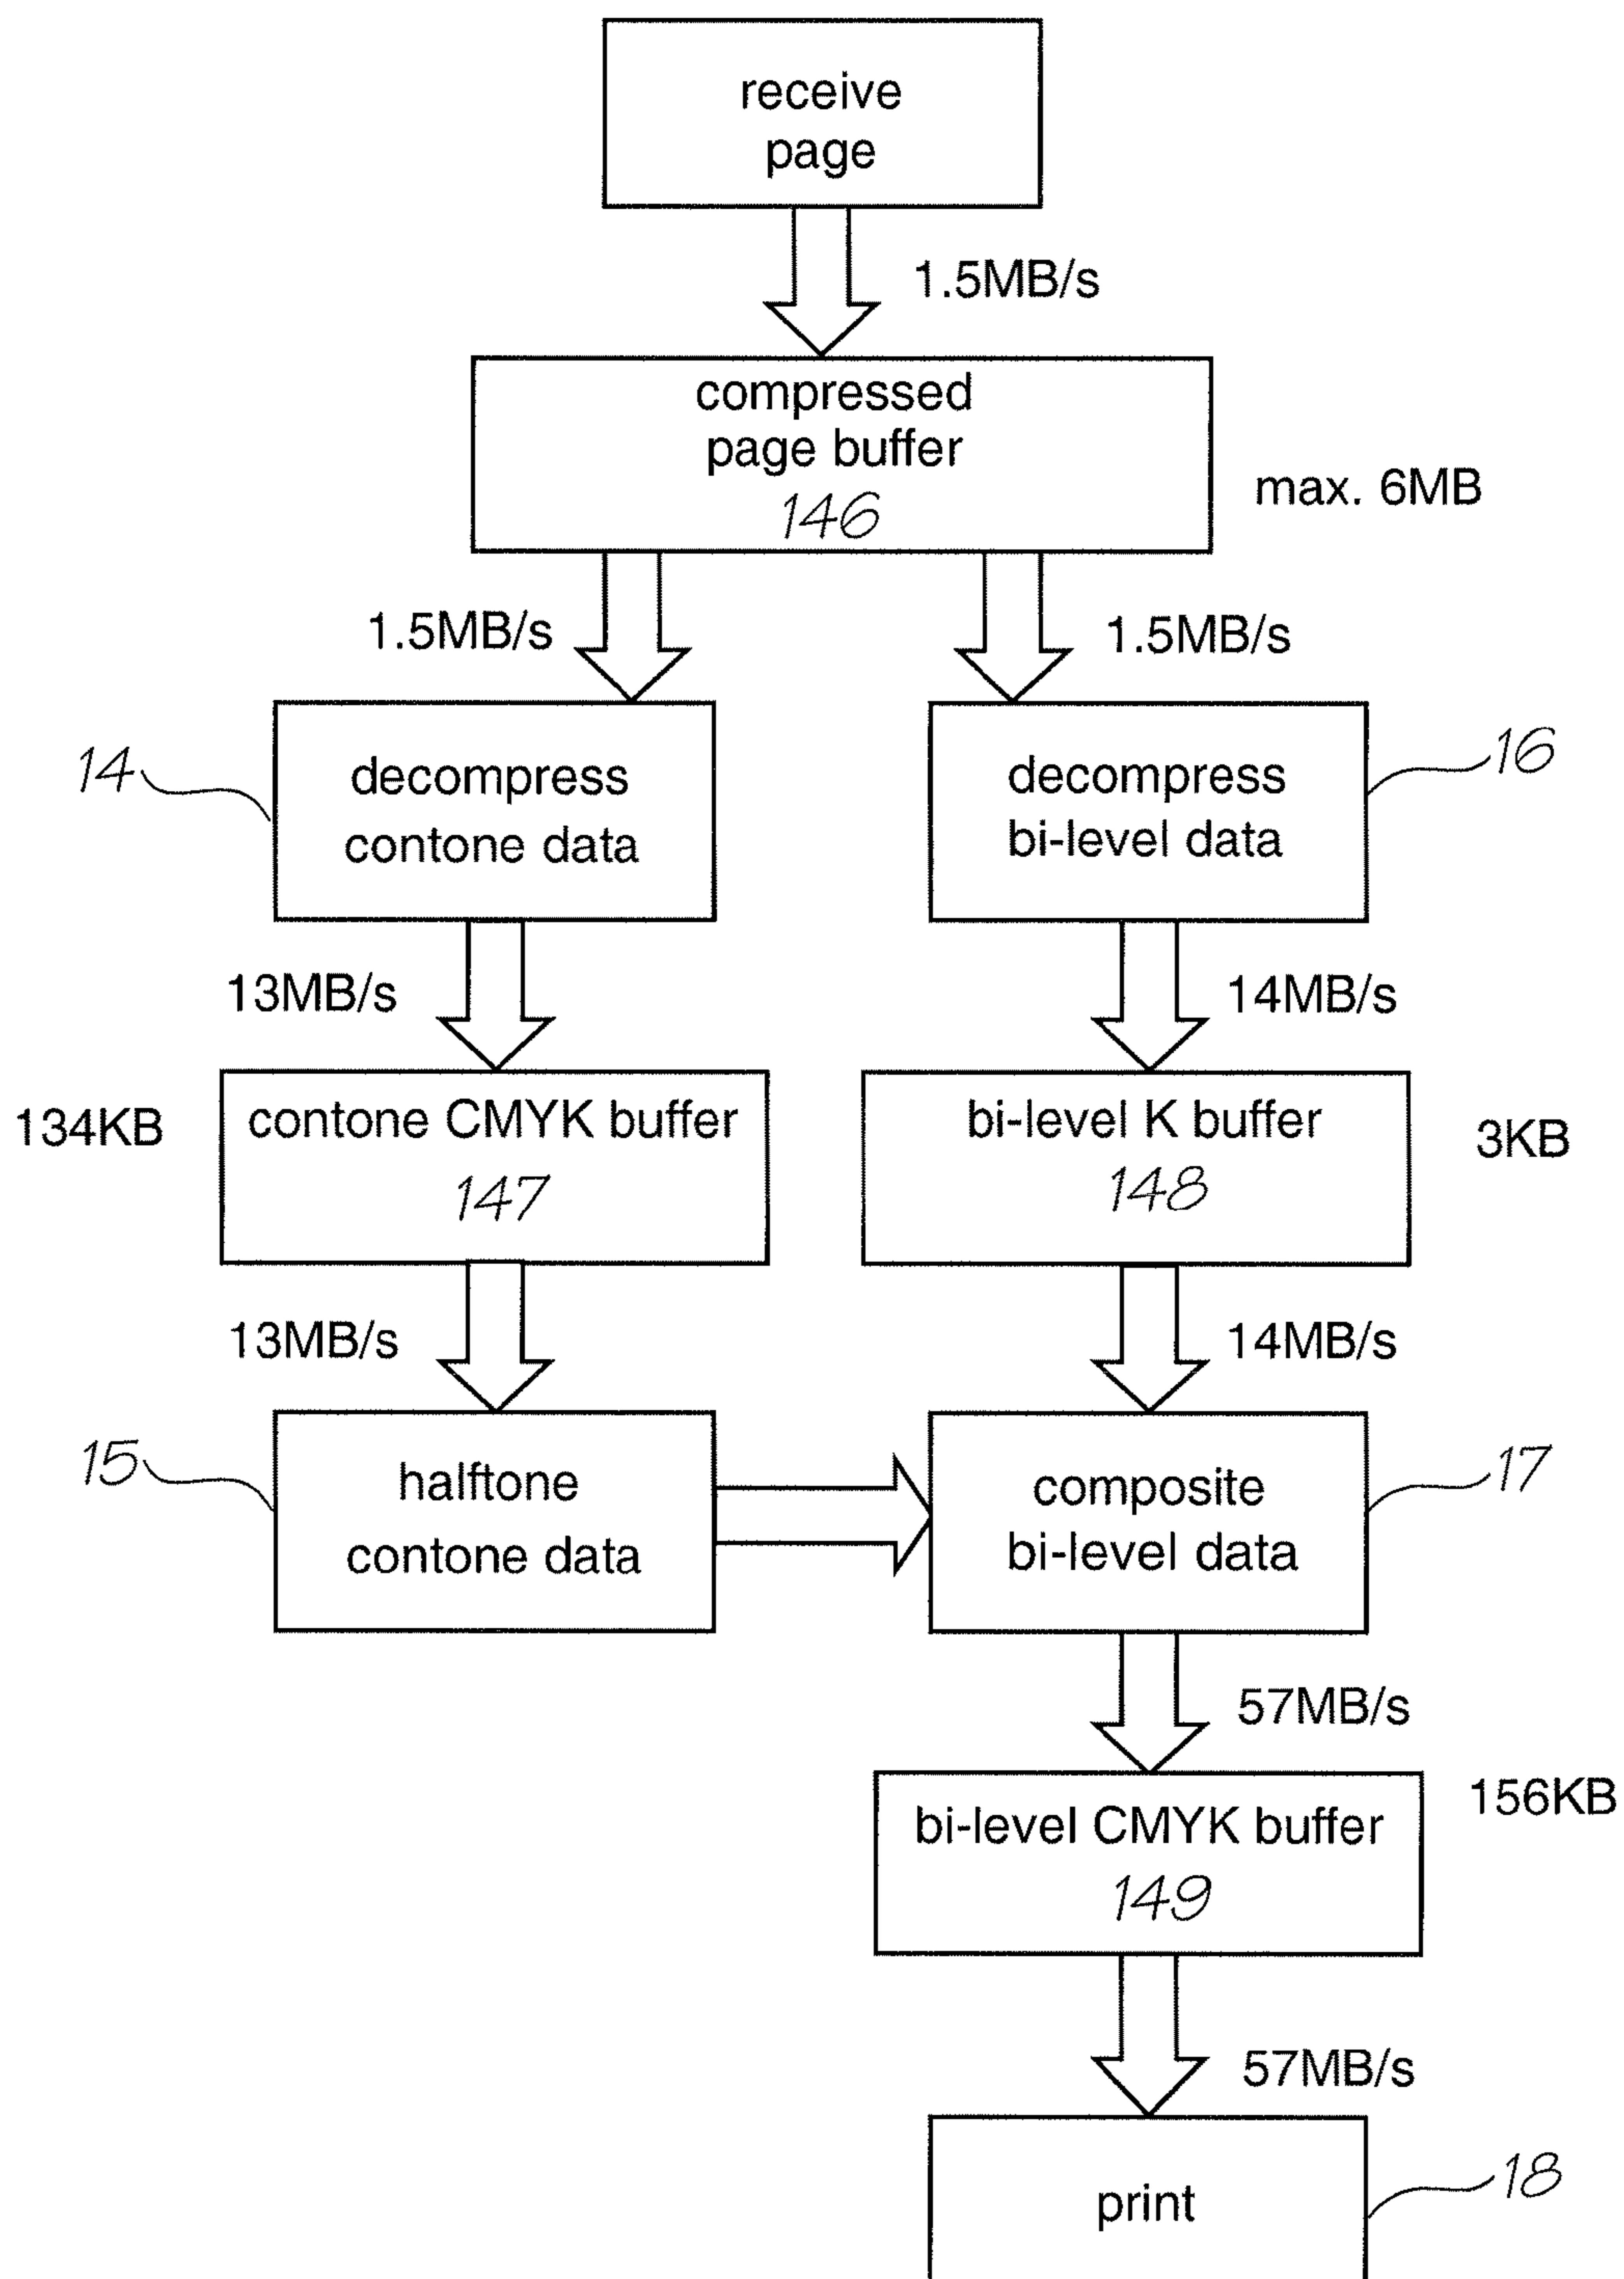 receive
page
1.5MB/s
compressed
page buffer
146
max. 6MB
1.5MB/s
1.5MB/s
14
decompress
contone data
decompress
bi-level data
16
13MB/s
14MB/s
134KB
contone CMYK buffer
147
bi-level K buffer
148
3KB
13MB/s
14MB/s
15
halftone
contone data
composite
bi-level data
17
57MB/s
156KB
bi-level CMYK buffer
149
57MB/s
print
18